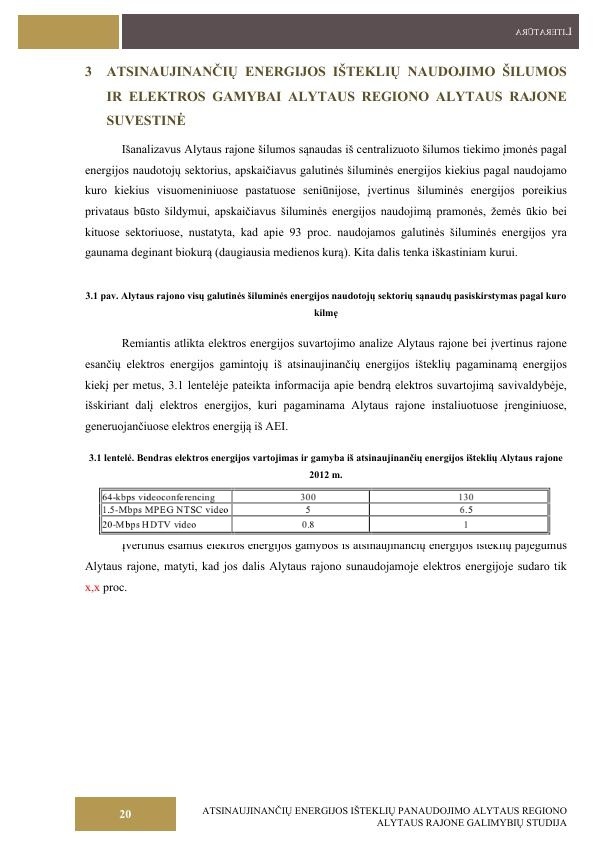 LITERATŪRA
3 ATSINAUJINANČIŲ ENERGIJOS IŠTEKLIŲ NAUDOJIMO ŠILUMOS
IR ELEKTROS GAMYBAI ALYTAUS REGIONO ALYTAUS RAJONE
SUVESTINĖ
Išanalizavus Alytaus rajone šilumos sąnaudas iš centralizuoto šilumos tiekimo įmonės pagal
energijos naudotojų sektorius, apskaičiavus galutinės šiluminės energijos kiekius pagal naudojamo
kuro kiekius visuomeniniuose pastatuose seniūnijose, įvertinus šiluminės energijos poreikius
privataus būsto šildymui, apskaičiavus šiluminės energijos naudojimą pramonės, žemės ūkio bei
kituose sektoriuose, nustatyta, kad apie 93 proc. naudojamos galutinės šiluminės energijos yra
gaunama deginant biokurą (daugiausia medienos kurą). Kita dalis tenka iškastiniam kurui.
3.1 pav. Alytaus rajono visų galutinės šiluminės energijos naudotojų sektorių sąnaudų pasiskirstymas pagal kuro
kilmę
Remiantis atlikta elektros energijos suvartojimo analize Alytaus rajone bei įvertinus rajone
esančių elektros energijos gamintojų iš atsinaujinančių energijos išteklių pagaminamą energijos
kiekį per metus, 3.1 lentelėje pateikta informacija apie bendrą elektros suvartojimą savivaldybėje,
išskiriant dalį elektros energijos, kuri pagaminama Alytaus rajone instaliuotuose įrenginiuose,
generuojančiuose elektros energiją iš AEI.
3.1 lentelė. Bendras elektros energijos vartojimas ir gamyba iš atsinaujinančių energijos išteklių Alytaus rajone
2012 m.
64-kbps videoconferencing 300 130
1.5-Mbps MPEG NTSC video 5 6.5
20-Mbps HDTV video 0.8 1
Įvertinus esamus elektros energijos gamybos iš atsinaujinančių energijos išteklių pajėgumus
Alytaus rajone, matyti, kad jos dalis Alytaus rajono sunaudojamoje elektros energijoje sudaro tik
x,x proc.
20 ATSINAUJINANČIŲ ENERGIJOS IŠTEKLIŲ PANAUDOJIMO ALYTAUS REGIONO
ALYTAUS RAJONE GALIMYBIŲ STUDIJA